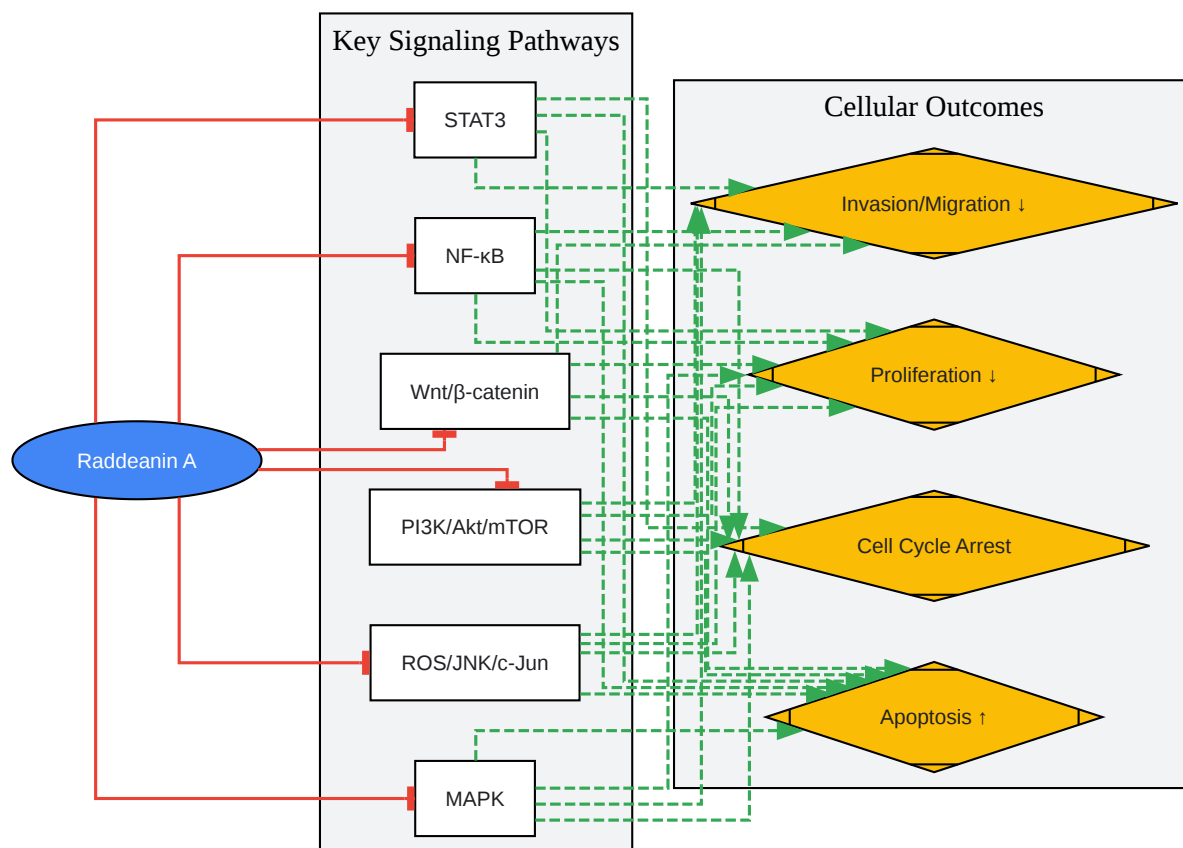 Key Signaling Pathways
STAT3
NF-κB
Wnt/β-catenin
PI3K/Akt/mTOR
ROS/JNK/c-Jun
MAPK
Raddeanin A
Cellular Outcomes
Invasion/Migration ↓
Proliferation ↓
Cell Cycle Arrest
Apoptosis ↑